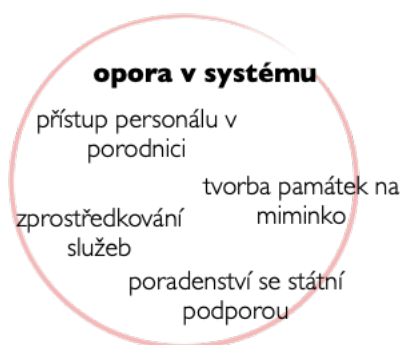 opora v systému
přístup personálu v
porodnici
tvorba památek na
miminko
zprostředkování
služeb
poradenství se státní
podporou